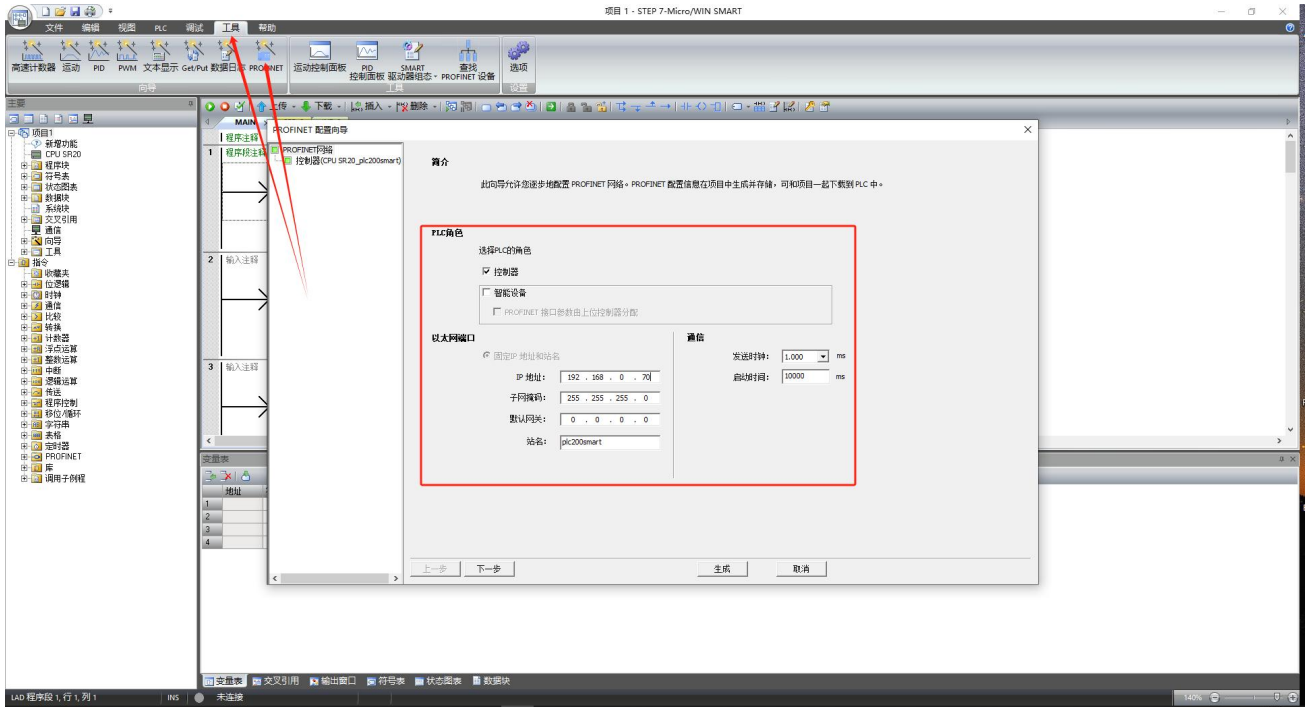 项目 1 - STEP 7-Micro/WIN SMART
文件 编辑 视图 PLC 调试 工具 帮助
高速计数器 运动 PID PWM 文本显示 Get/Put 数据日志 PROFINET
运动控制面板 PID 控制面板 SMART 驱动器组态 查找 PROFINET 设备 选项
向导 工具 设置
主要
上传 下载 插入 删除
项目1
新增功能
CPU SR20
程序块
符号表
状态图表
数据块
系统块
交叉引用
通信
向导
工具
指令
收藏夹
位逻辑
时钟
通信
比较
转换
计数器
浮点运算
整数运算
中断
逻辑运算
传送
程序控制
移位/循环
字符串
表格
定时器
PROFINET
库
调用子例程
MAIN
程序注释
1 程序段注释
2 输入注释
3 输入注释
PROFINET 配置向导
PROFINET网络
控制器(CPU SR20_plc200smart)
简介
此向导允许您逐步地配置 PROFINET 网络。PROFINET 配置信息在项目中生成并存储，可和项目一起下载到 PLC 中。
PLC角色
选择PLC的角色
控制器
智能设备
PROFINET 接口参数由上位控制器分配
以太网端口
固定IP 地址和站名
IP 地址: 192 . 168 . 0 . 70
子网掩码: 255 . 255 . 255 . 0
默认网关: 0 . 0 . 0 . 0
站名: plc200smart
通信
发送时钟: 1.000 ms
启动时间: 10000 ms
上一步 下一步 生成 取消
变量表
地址
1
2
3
4
变量表 交叉引用 输出窗口 符号表 状态图表 数据块
LAD 程序段 1, 行 1, 列 1 INS 未连接 140%